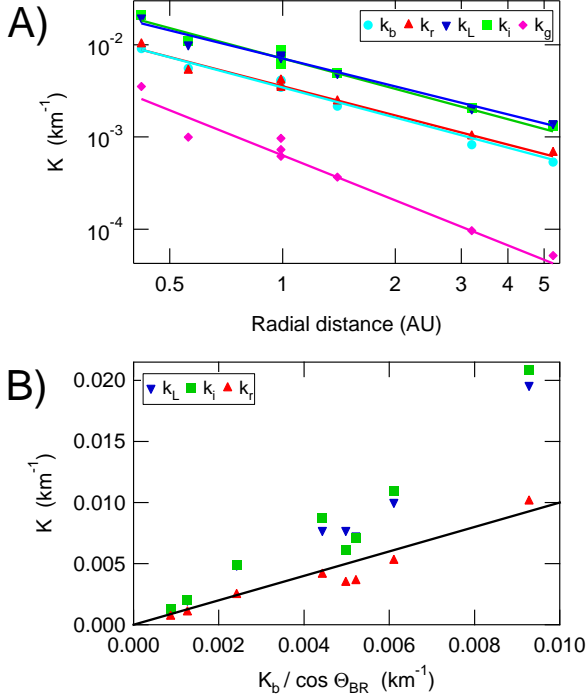 A)
k_b k_r k_L k_i k_g
10^-2
10^-3
10^-4
K (km^-1)
0.5 1 2 3 4 5
Radial distance (AU)
B)
k_L k_i k_r
0.020
0.015
0.010
0.005
0.000
K (km^-1)
0.000 0.002 0.004 0.006 0.008 0.010
K_b / cos Θ_BR (km^-1)